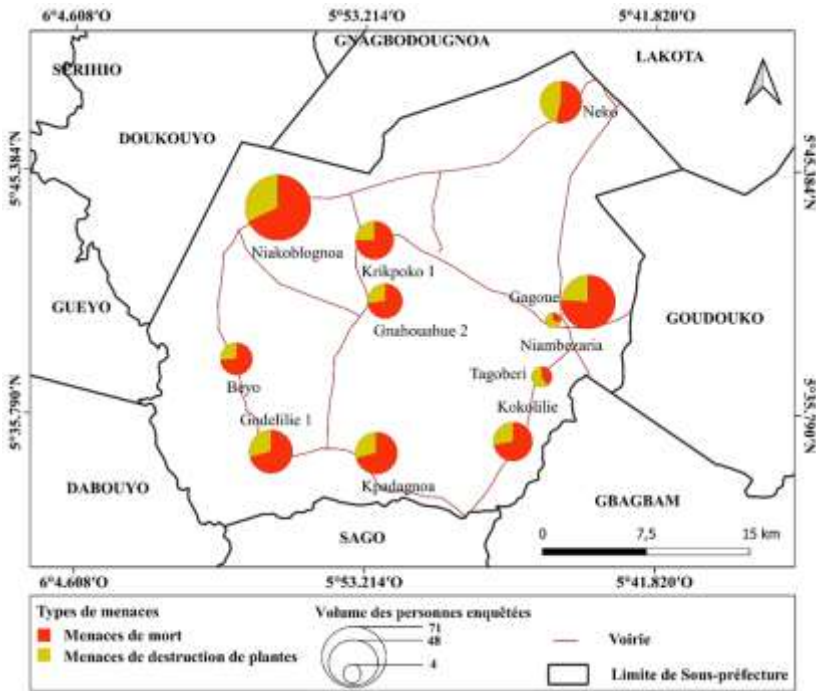 6°4.608'O 5°53.214'O 5°41.820'O
GNAGBODOUGNOA
LAKOTA
SERIHIO
Neko
DOUKOUYO
5°45.384'N 5°45.384'N
Niakoblognoa
Krikpoko 1
Gagoue
GUEYO
Gnahouahue 2
GOUDOUKO
Niambezaria
Tagoberi
Beyo
Kokolilie
Godelilie 1
5°35.790'N 5°35.790'N
Kpadagnoa
DABOUYO
GBAGBAM
SAGO
0 7,5 15 km
6°4.608'O 5°53.214'O 5°41.820'O
Types de menaces
Menaces de mort
Menaces de destruction de plantes
Volume des personnes enquêtées
71
48
4
Voirie
Limite de Sous-préfecture